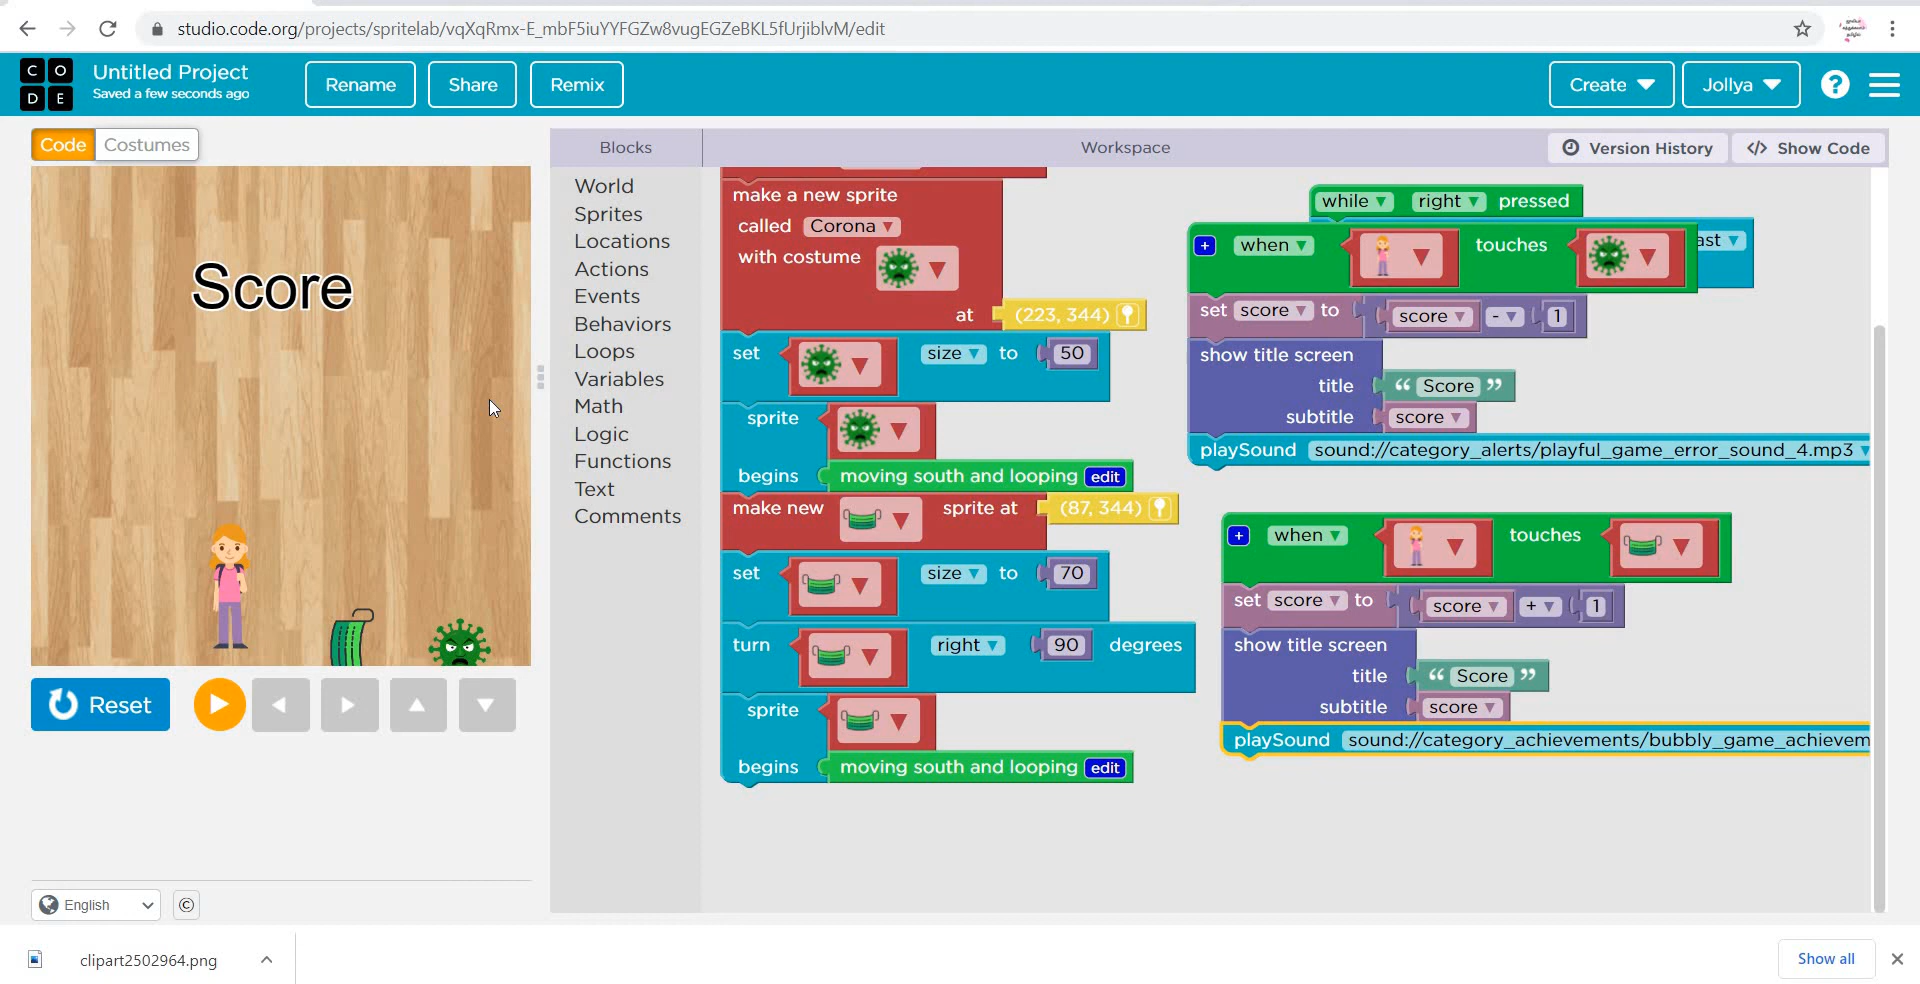 studio.code.org/projects/spritelab/vqXqRmx-E_mbF5iuYYFGZw8vugEGZeBKL5fUrjiblvM/edit
CODE
Untitled Project
Saved a few seconds ago
Rename
Share
Remix
Create
Jollya
?
Code
Costumes
Score
Reset
English
©
Blocks
Workspace
Version History
</> Show Code
World
Sprites
Locations
Actions
Events
Behaviors
Loops
Variables
Math
Logic
Functions
Text
Comments
make a new sprite
called Corona
with costume
at (223, 344)
set size to 50
sprite
begins moving south and looping edit
make new sprite at (87, 344)
set size to 70
turn right 90 degrees
sprite
begins moving south and looping edit
while right pressed
ast
+ when touches
set score to score - 1
show title screen
title “ Score ”
subtitle score
playSound sound://category_alerts/playful_game_error_sound_4.mp3
+ when touches
set score to score + 1
show title screen
title “ Score ”
subtitle score
playSound sound://category_achievements/bubbly_game_achievem
clipart2502964.png
Show all